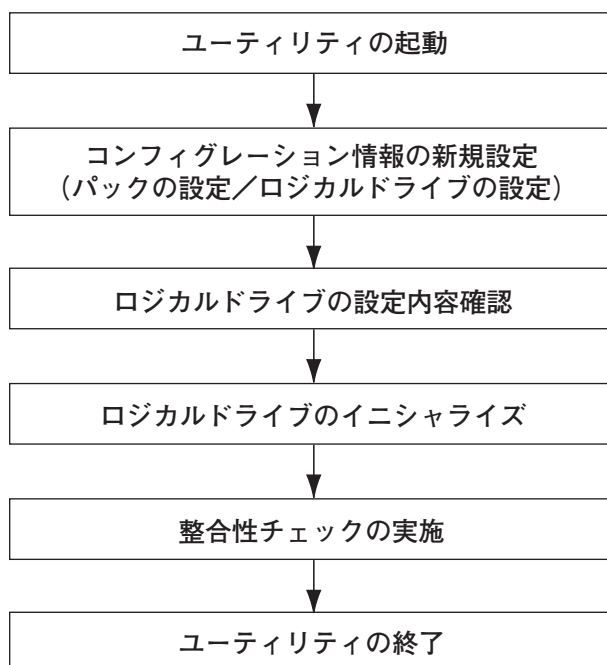 ユーティリティの起動
コンフィグレーション情報の新規設定
（パックの設定／ロジカルドライブの設定）
ロジカルドライブの設定内容確認
ロジカルドライブのイニシャライズ
整合性チェックの実施
ユーティリティの終了